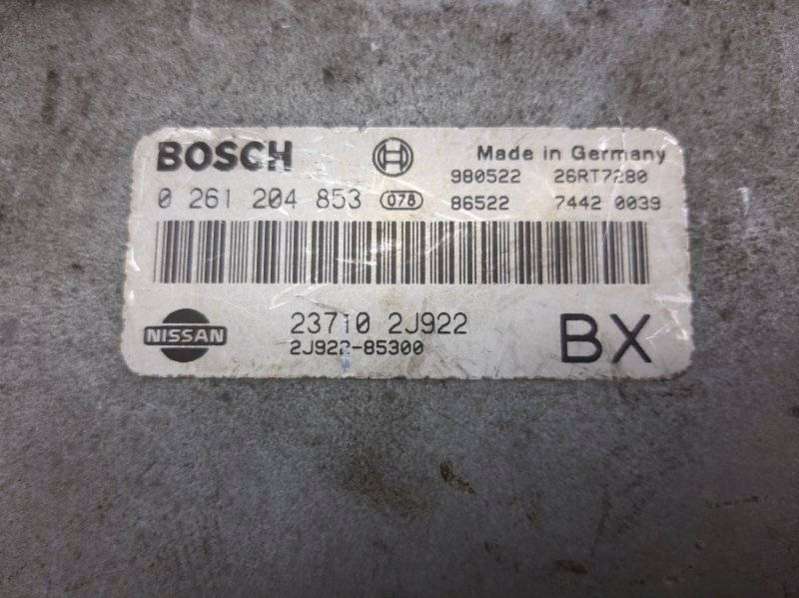 BOSCH Made in Germany
980522 26RT7280
0 261 204 853 078 86522 7442 0039
NISSAN 23710 2J922 BX
2J922-85300